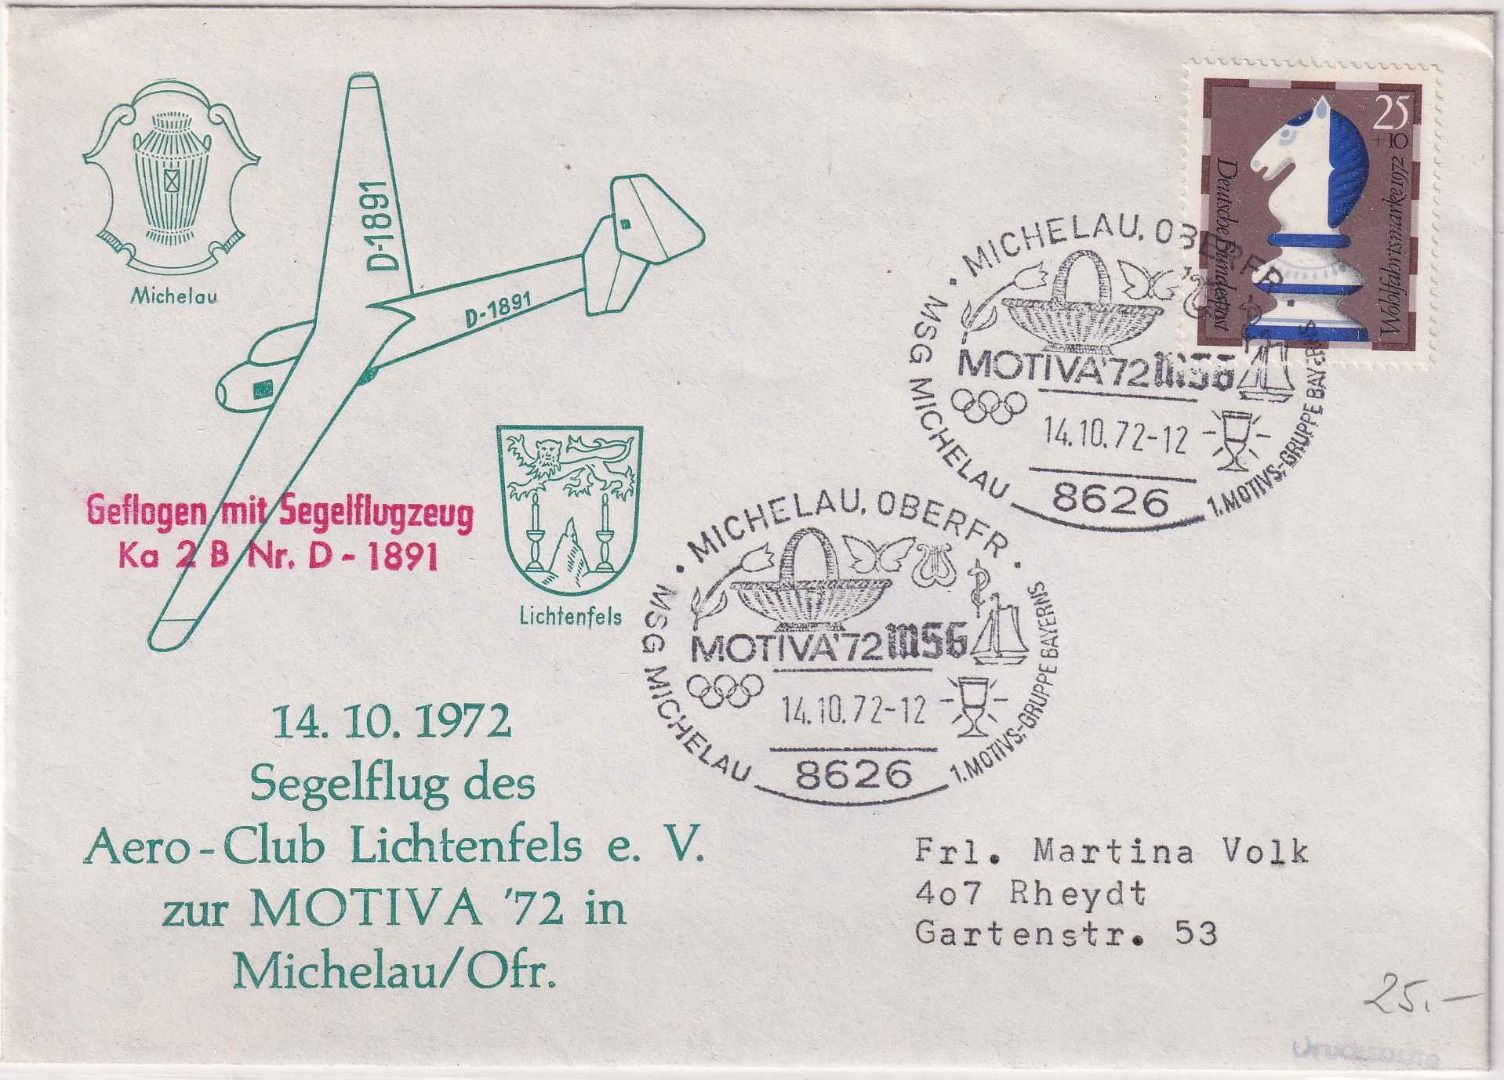 Michelau
D-1891
D-1891
Geflogen mit Segelflugzeug
Ka 2 B Nr. D - 1891
Lichtenfels
14. 10. 1972
Segelflug des
Aero-Club Lichtenfels e. V.
zur MOTIVA '72 in
Michelau/Ofr.
25
+10
Deutsche Bundespost
Wohlfahrtsmarke 1972
MICHELAU, OBERFR.
MOTIVA'72 MSG
14.10.72-12
8626
MSG MICHELAU
1.MOTIVS.-GRUPPE BAYERNS
MICHELAU, OBERFR.
MOTIVA'72 MSG
14.10.72-12
8626
MSG MICHELAU
1.MOTIVS.-GRUPPE BAYERNS
Frl. Martina Volk
4o7 Rheydt
Gartenstr. 53
25.-
Drucksache